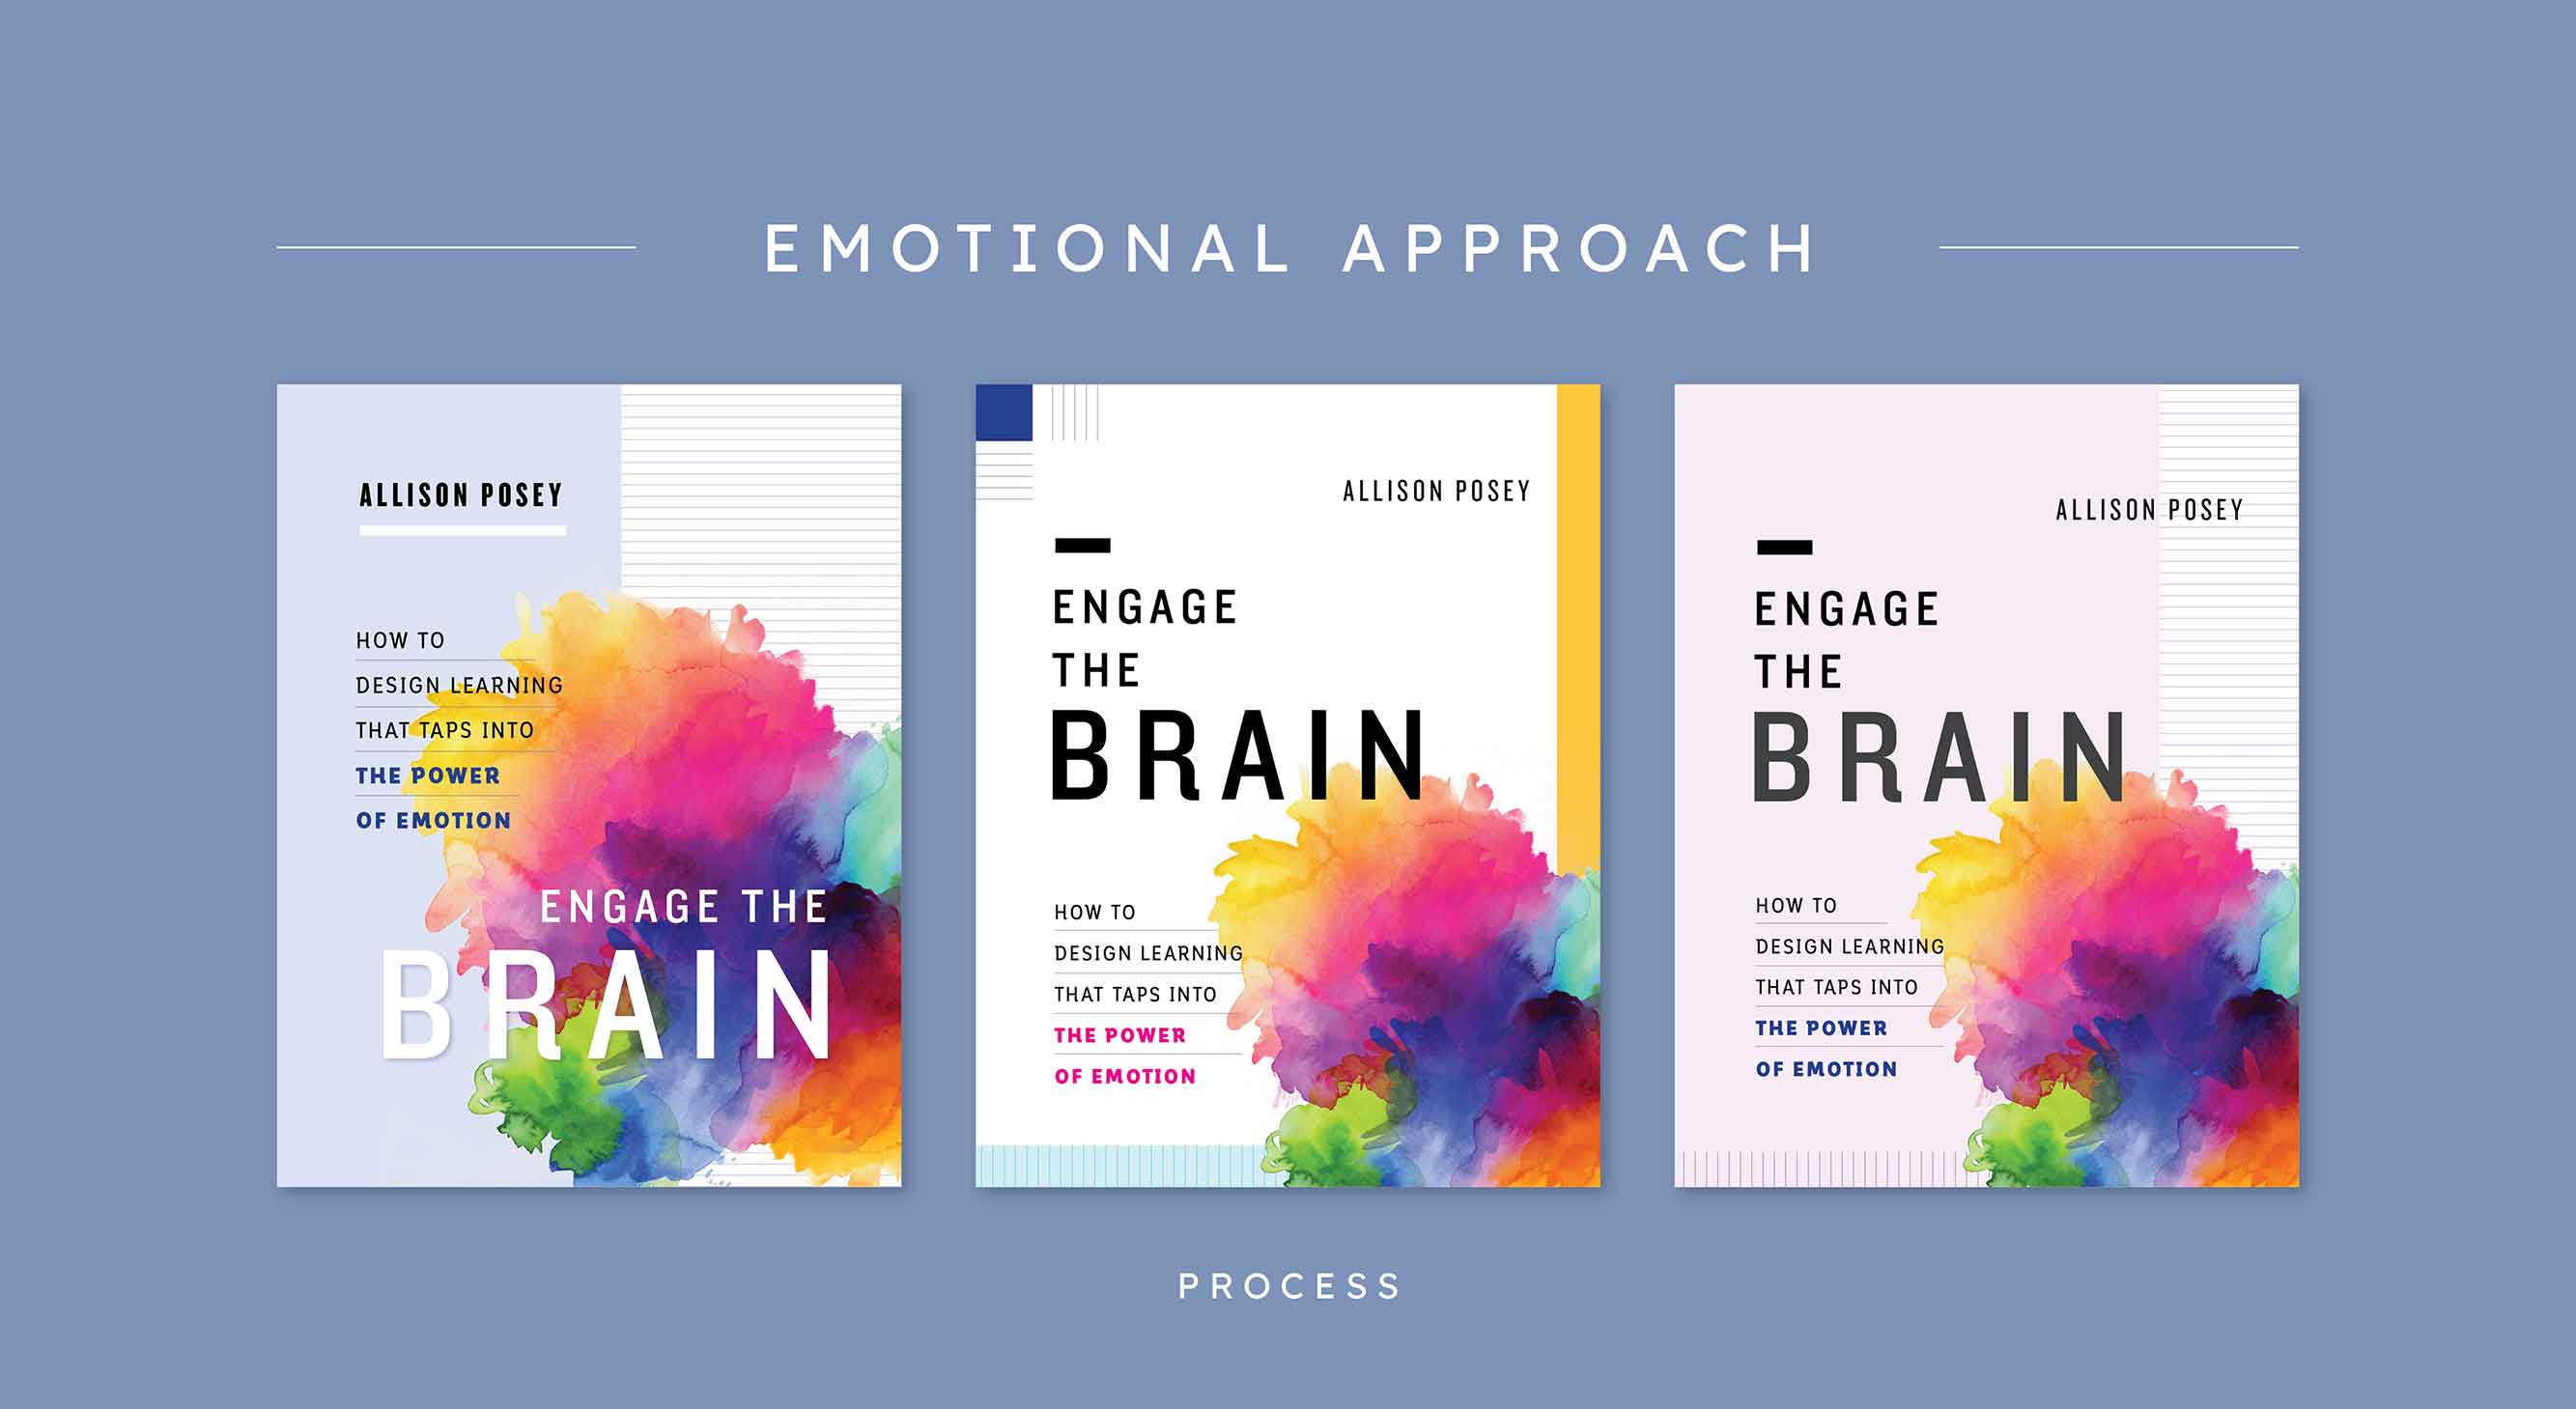 EMOTIONAL APPROACH
ALLISON POSEY
HOW TO
DESIGN LEARNING
THAT TAPS INTO
THE POWER
OF EMOTION
ENGAGE THE
BRAIN
ALLISON POSEY
ENGAGE
THE
BRAIN
HOW TO
DESIGN LEARNING
THAT TAPS INTO
THE POWER
OF EMOTION
ALLISON POSEY
ENGAGE
THE
BRAIN
HOW TO
DESIGN LEARNING
THAT TAPS INTO
THE POWER
OF EMOTION
PROCESS